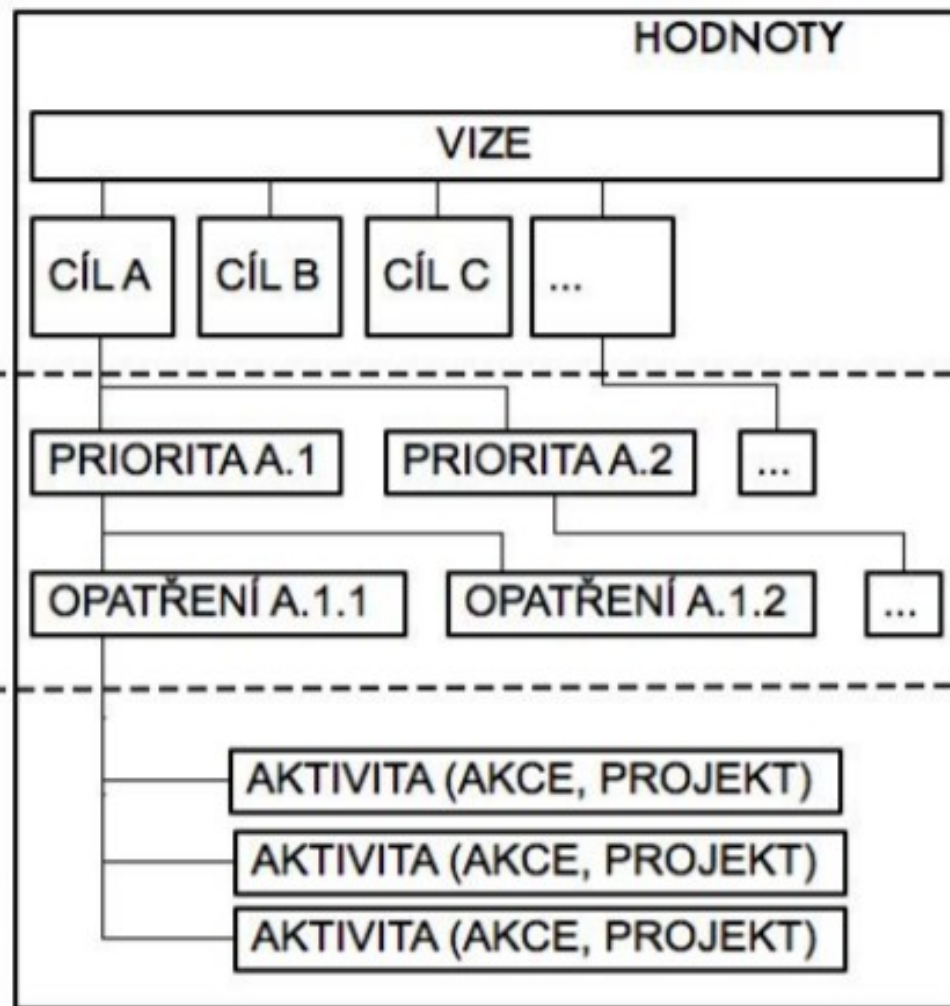 HODNOTY
VIZE
CÍL A CÍL B CÍL C ...
PRIORITA A.1 PRIORITA A.2 ...
OPATŘENÍ A.1.1 OPATŘENÍ A.1.2 ...
AKTIVITA (AKCE, PROJEKT)
AKTIVITA (AKCE, PROJEKT)
AKTIVITA (AKCE, PROJEKT)